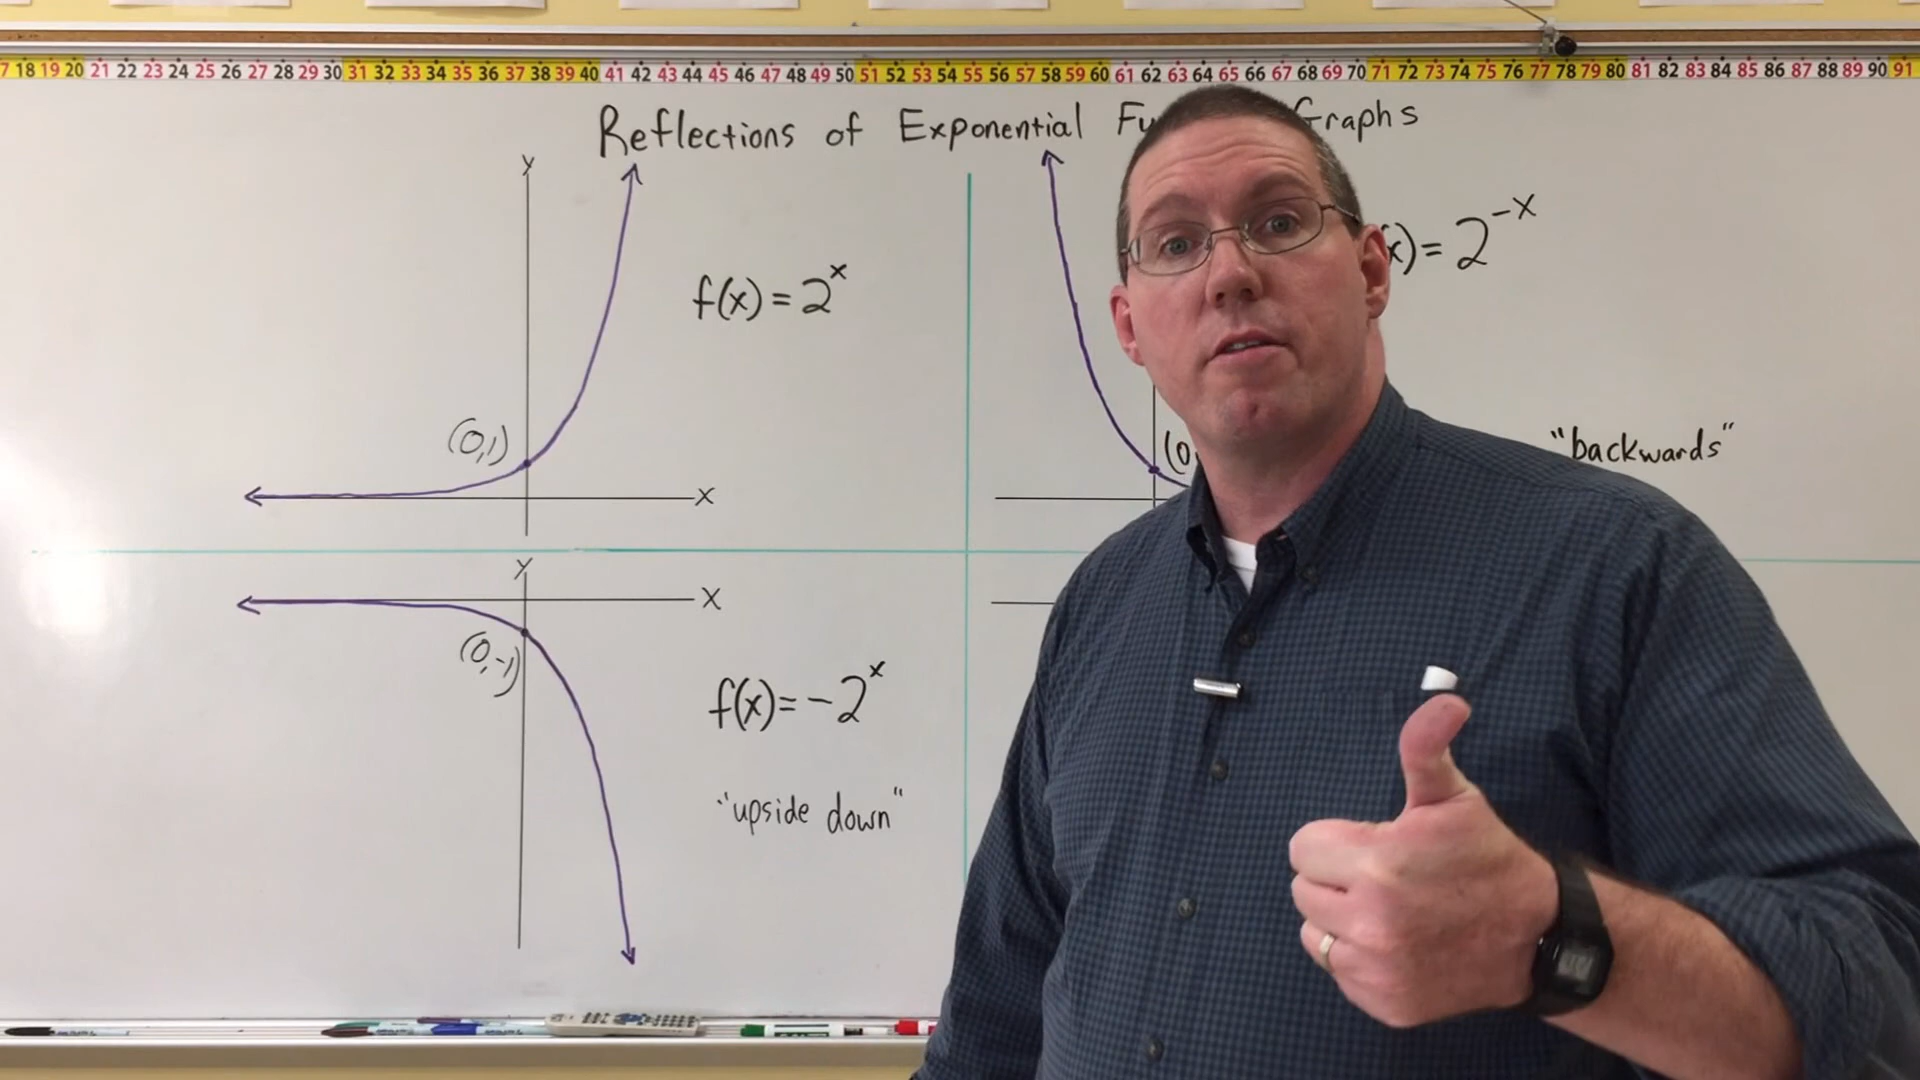 18 19 20 21 22 23 24 25 26 27 28 29 30 31 32 33 34 35 36 37 38 39 40 41 42 43 44 45 46 47 48 49 50 51 52 53 54 55 56 57 58 59 60 61 62 63 64 65 66 67 68 69 70 71 72 73 74 75 76 77 78 79 80 81 82 83 84 85 86 87 88 89 90 91
Reflections of Exponential Fu Graphs
y
f(x) = 2^x
(0,1)
x
(x) = 2^-x
(0,
"backwards"
y
x
(0,-1)
f(x) = -2^x
"upside down"